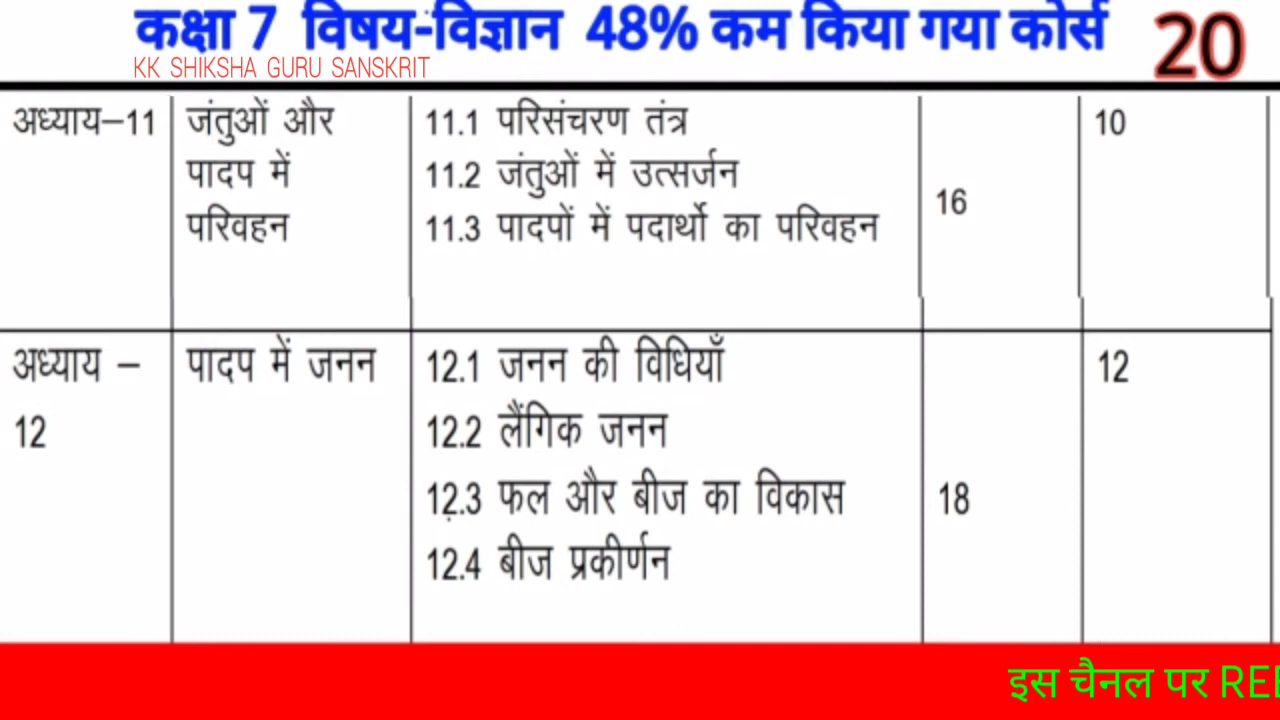 कक्षा 7 विषय-विज्ञान 48% कम किया गया कोर्स 20
KK SHIKSHA GURU SANSKRIT
अध्याय–11 जंतुओं और 11.1 परिसंचरण तंत्र 10
पादप में 11.2 जंतुओं में उत्सर्जन
16
परिवहन 11.3 पादपों में पदार्थो का परिवहन
अध्याय – पादप में जनन 12.1 जनन की विधियाँ 12
12 12.2 लैंगिक जनन
12.3 फल और बीज का विकास 18
12.4 बीज प्रकीर्णन
इस चैनल पर